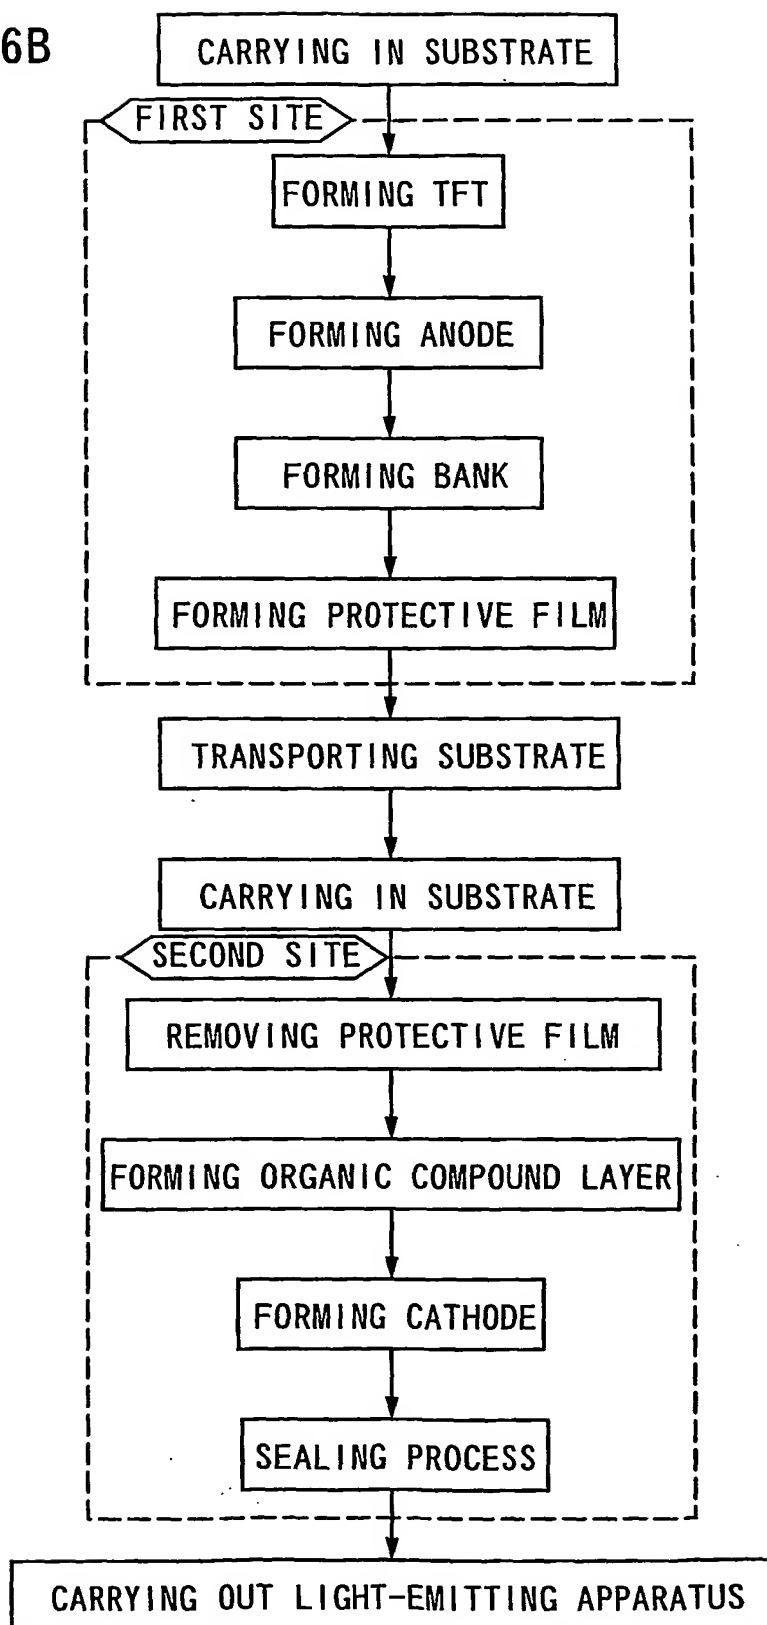 6B
CARRYING IN SUBSTRATE
FIRST SITE
FORMING TFT
FORMING ANODE
FORMING BANK
FORMING PROTECTIVE FILM
TRANSPORTING SUBSTRATE
CARRYING IN SUBSTRATE
SECOND SITE
REMOVING PROTECTIVE FILM
FORMING ORGANIC COMPOUND LAYER
FORMING CATHODE
SEALING PROCESS
CARRYING OUT LIGHT-EMITTING APPARATUS